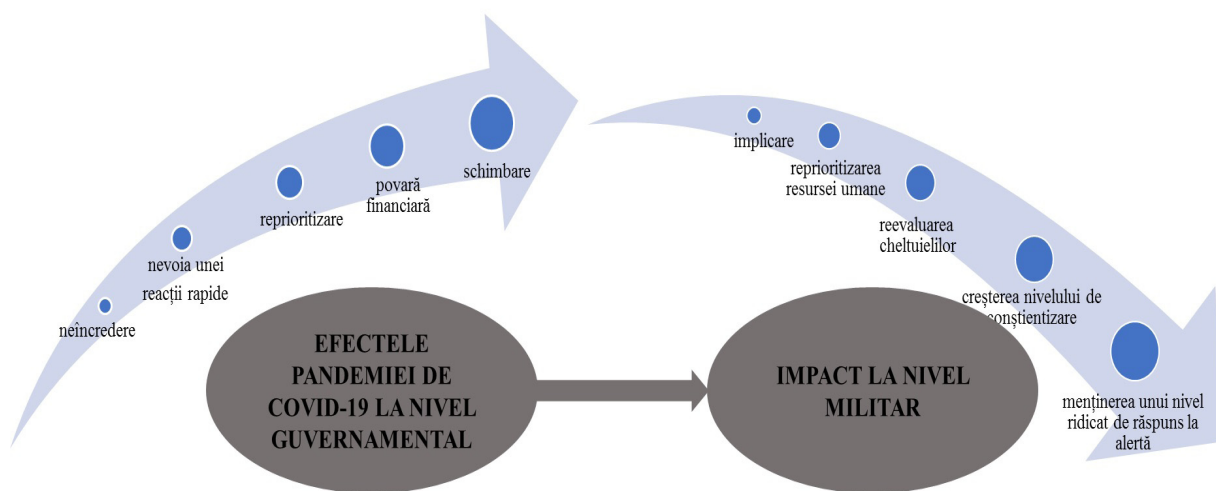 neîncredere
nevoia unei
reacții rapide
reprioritizare
povară
financiară
schimbare
implicare
reprioritizarea
resursei umane
reevaluarea
cheltuielilor
creșterea nivelului de
conștientizare
menținerea unui nivel
ridicat de răspuns la
alertă
EFECTELE
PANDEMIEI DE
COVID-19 LA NIVEL
GUVERNAMENTAL
IMPACT LA NIVEL
MILITAR